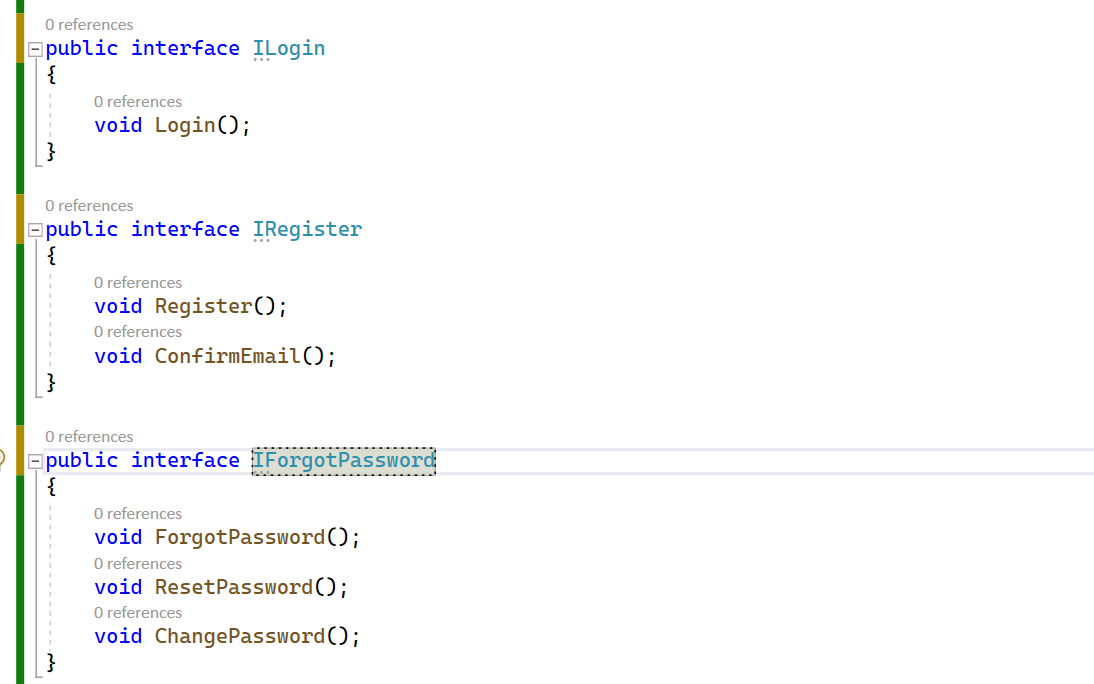 0 references
public interface ILogin
{
0 references
void Login();
}
0 references
public interface IRegister
{
0 references
void Register();
0 references
void ConfirmEmail();
}
0 references
public interface IForgotPassword
{
0 references
void ForgotPassword();
0 references
void ResetPassword();
0 references
void ChangePassword();
}